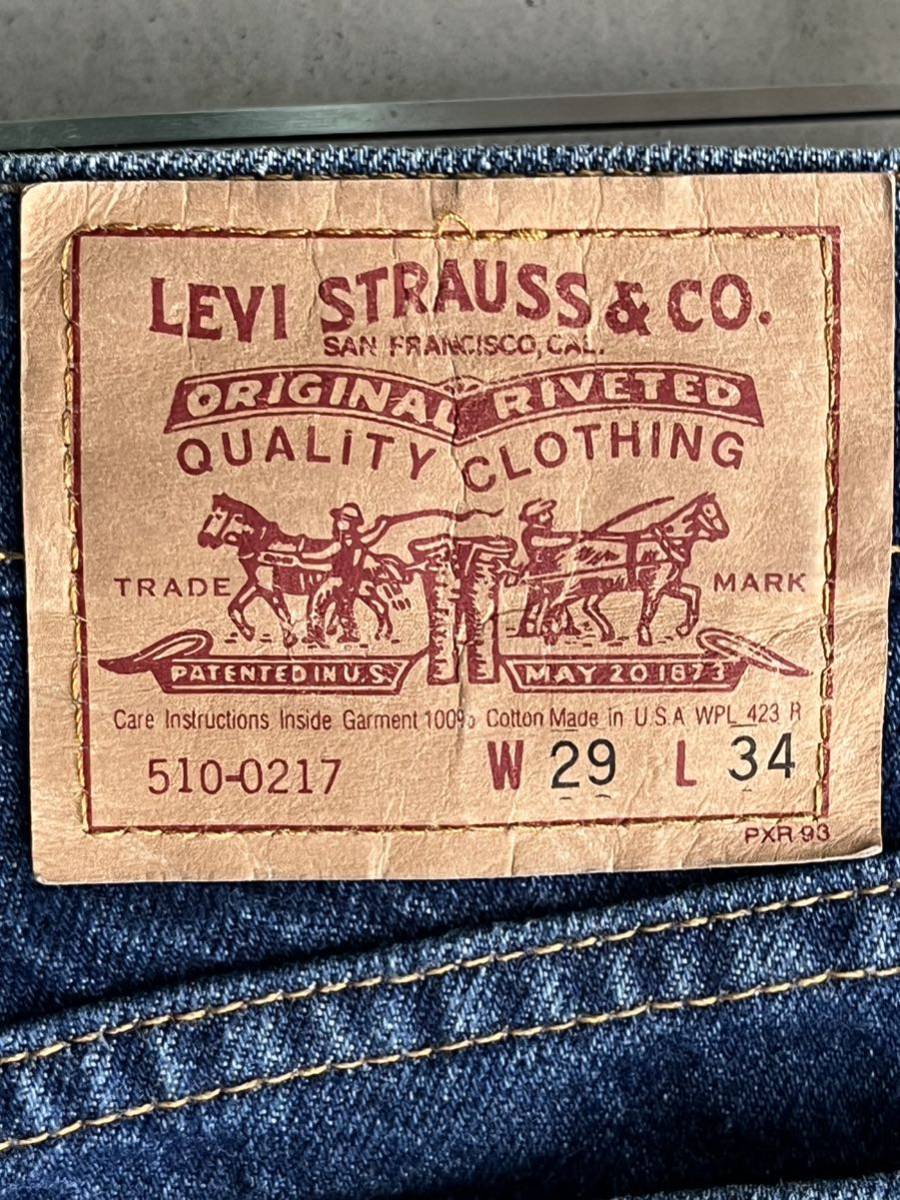 LEVI STRAUSS & CO.
SAN FRANCISCO, CAL.
ORIGINAL RIVETED
QUALITY CLOTHING
TRADE MARK
PATENTED IN U.S. MAY 20 1873
Care Instructions Inside Garment 100% Cotton Made in U.S.A WPL 423 R
510-0217 W 29 L 34
PXR 93